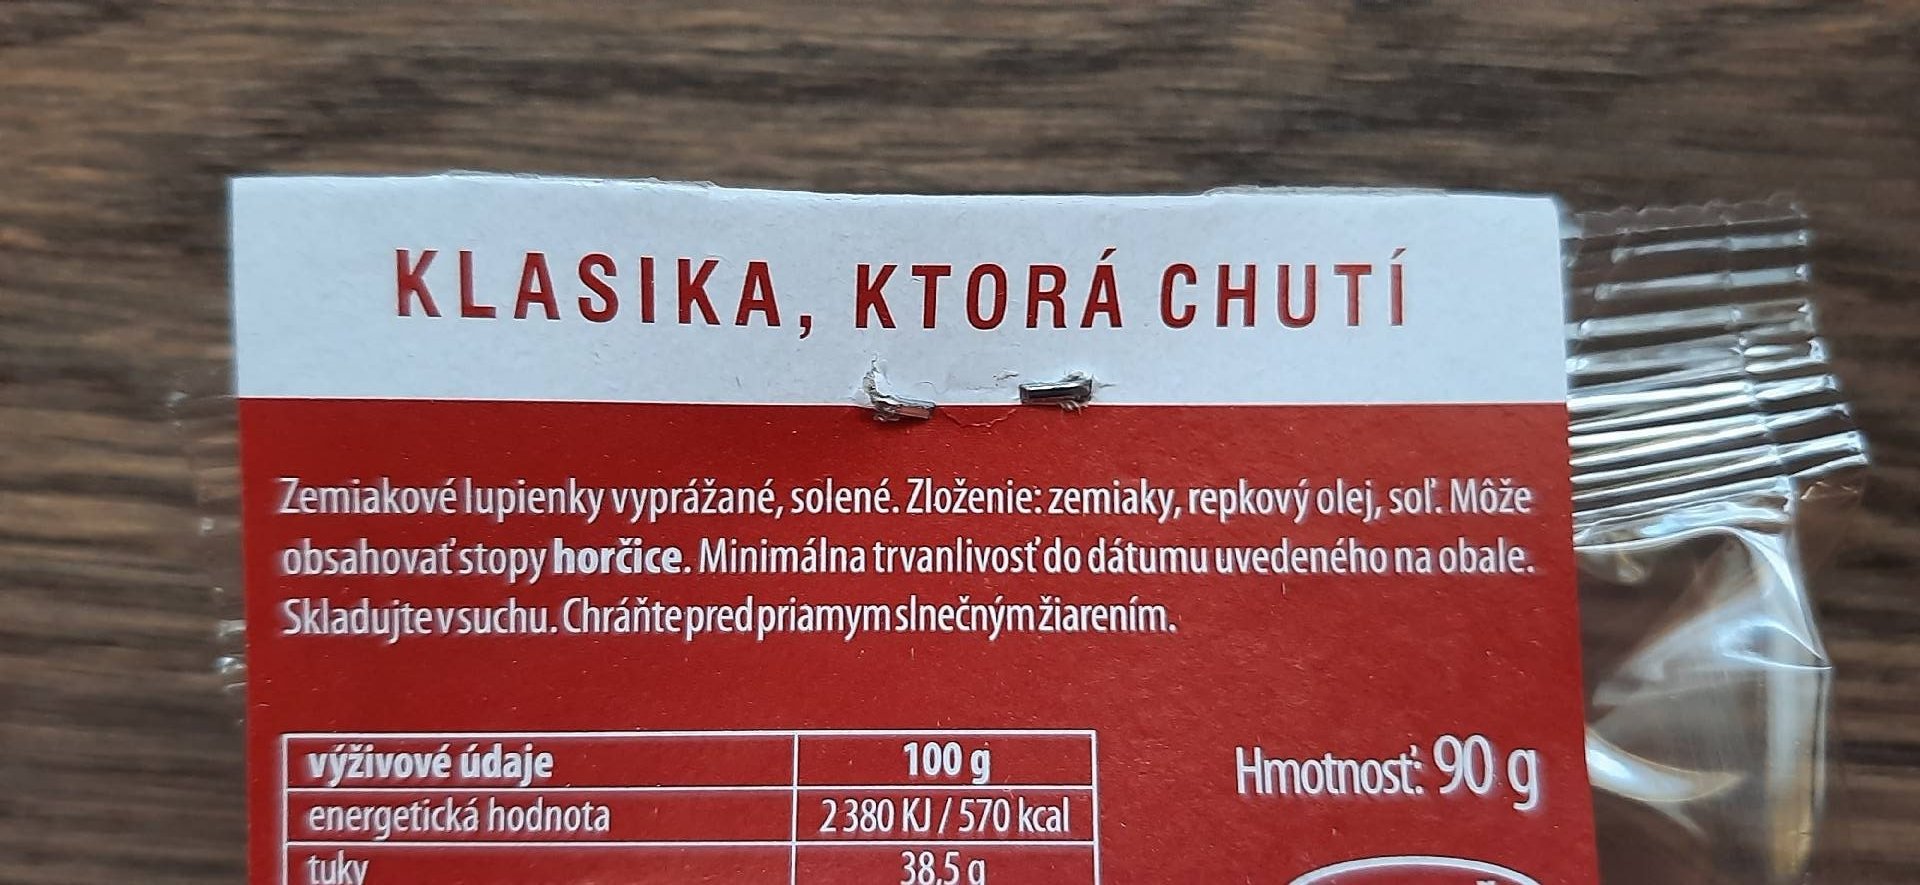 KLASIKA, KTORÁ CHUTÍ
Zemiakové lupienky vyprážané, solené. Zloženie: zemiaky, repkový olej, soľ. Môže
obsahovať stopy horčice. Minimálna trvanlivosť do dátumu uvedeného na obale.
Skladujte v suchu. Chráňte pred priamym slnečným žiarením.
výživové údaje 100 g
energetická hodnota 2 380 KJ / 570 kcal
tuky 38,5 g
Hmotnosť: 90 g